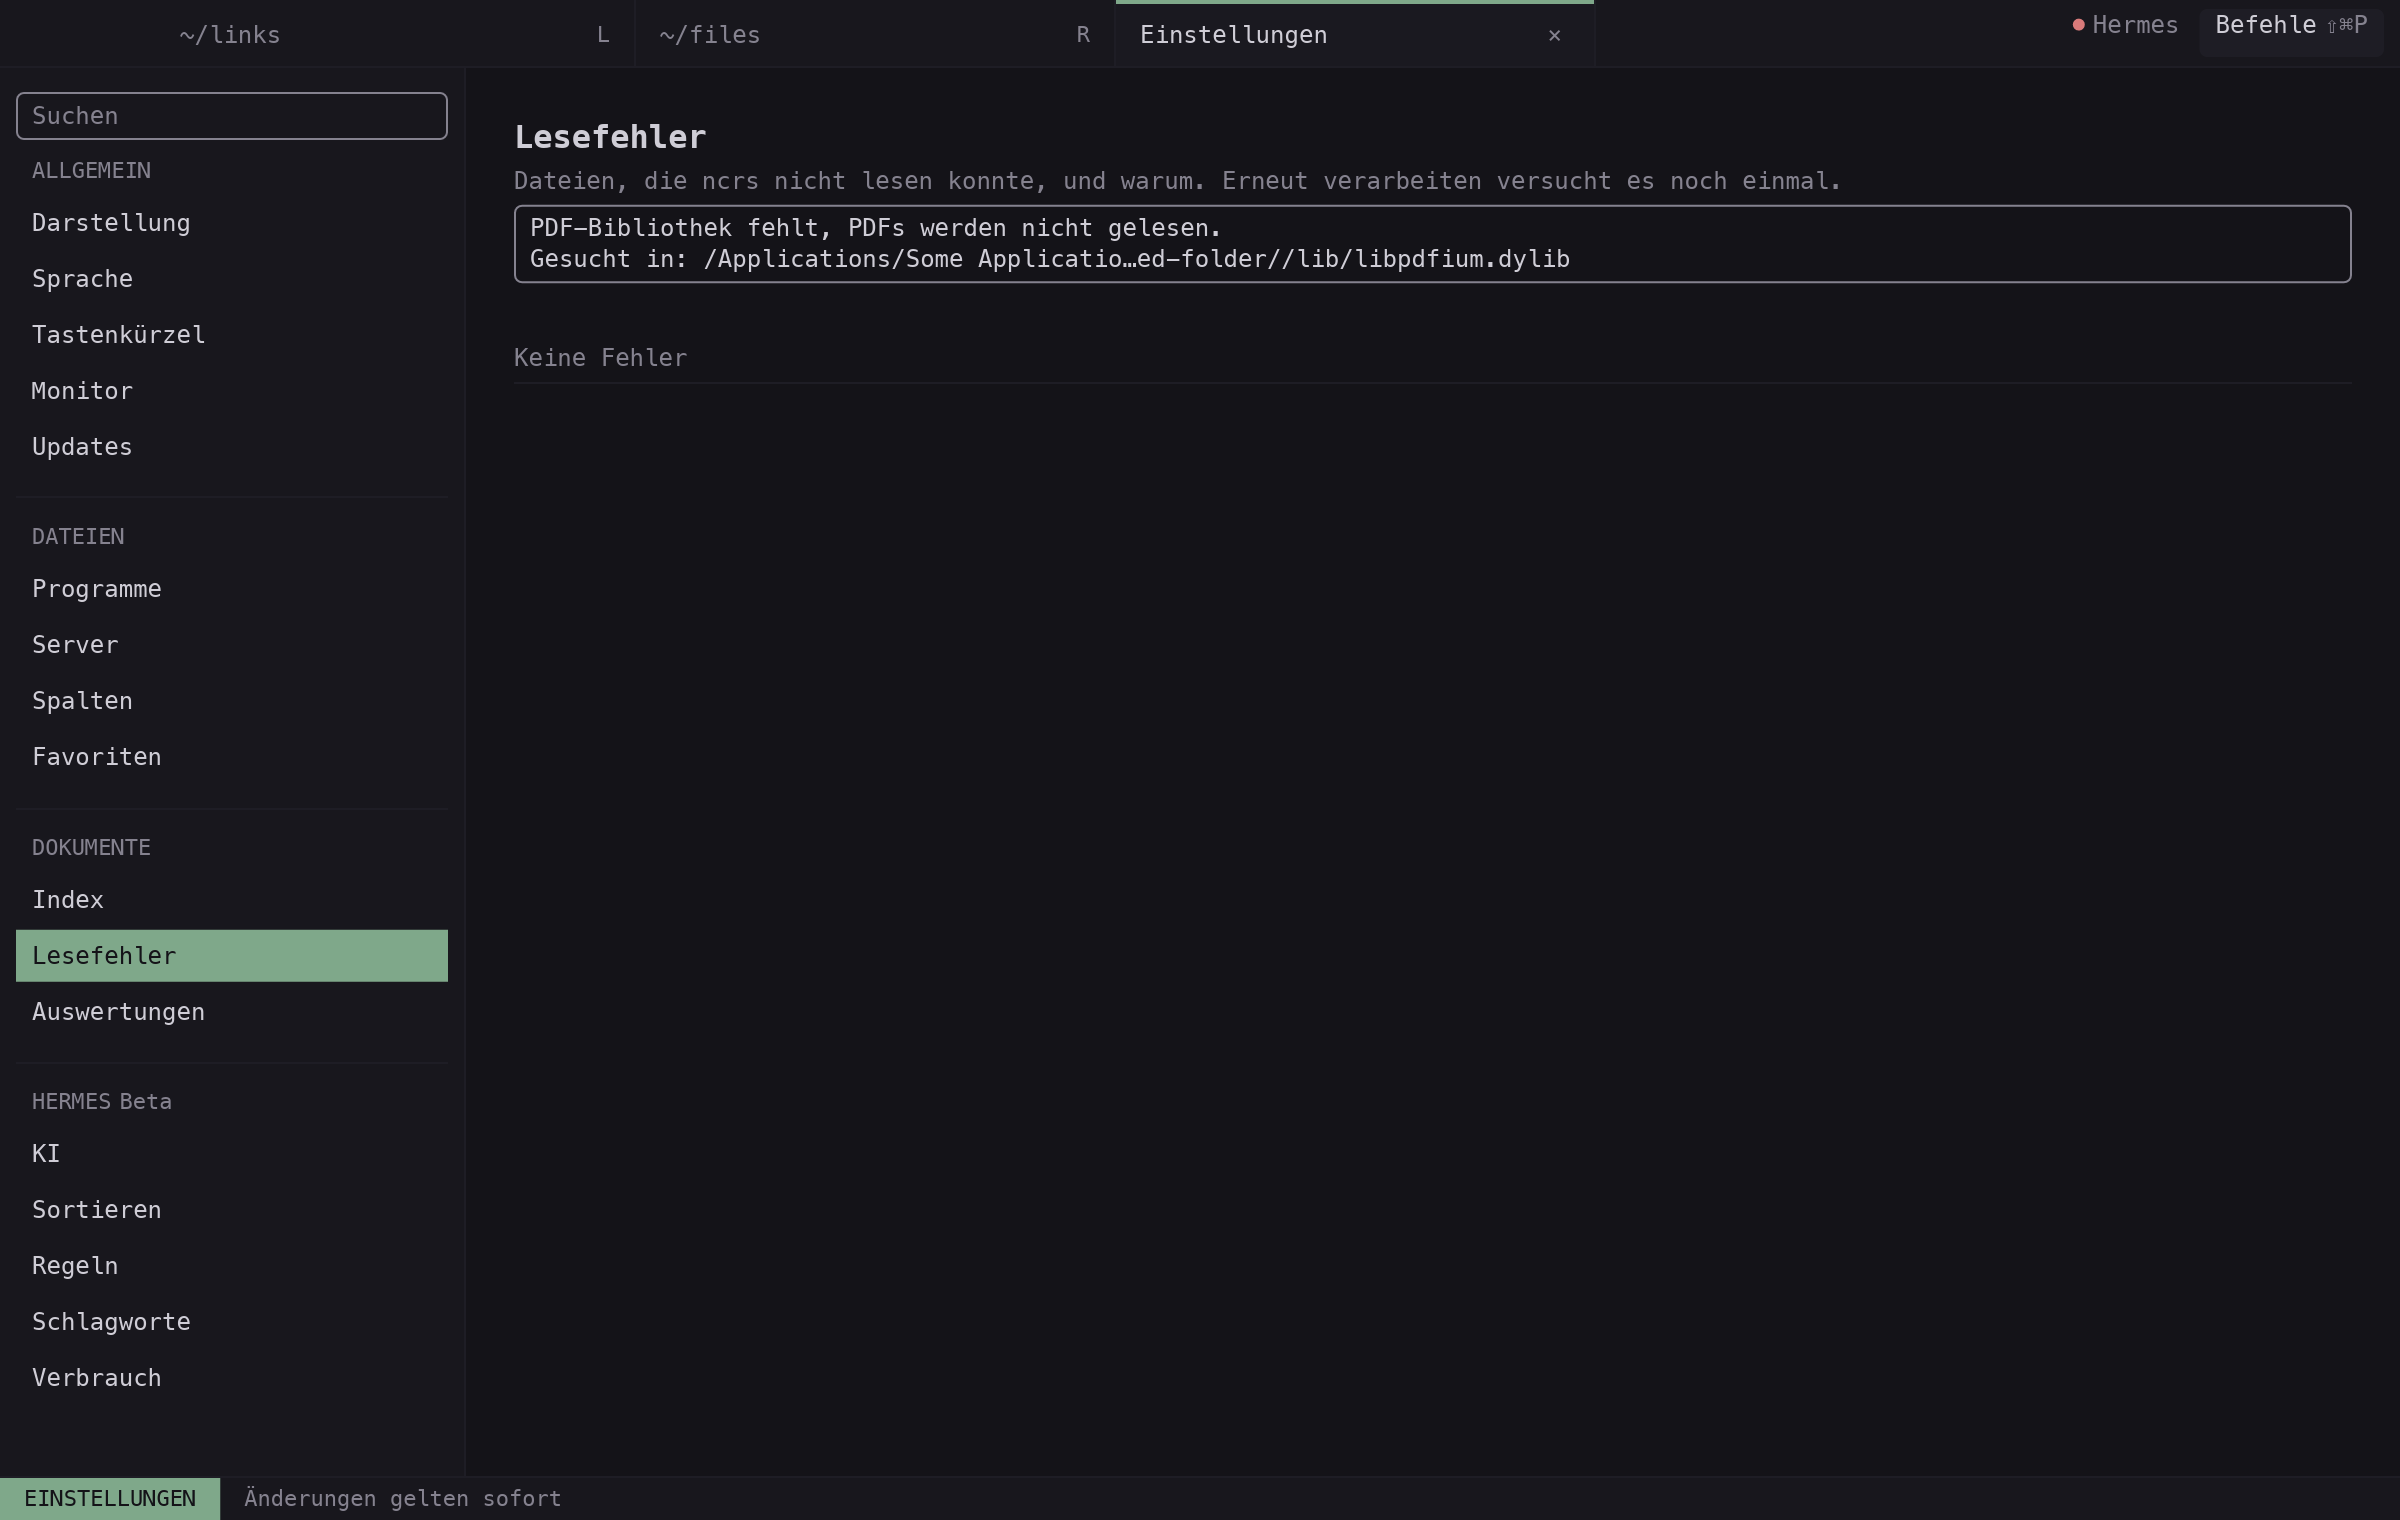 ~/links L ~/files R Einstellungen × Hermes Befehle ⇧⌘P
Suchen
ALLGEMEIN
Darstellung
Sprache
Tastenkürzel
Monitor
Updates
DATEIEN
Programme
Server
Spalten
Favoriten
DOKUMENTE
Index
Lesefehler
Auswertungen
HERMES Beta
KI
Sortieren
Regeln
Schlagworte
Verbrauch
Lesefehler
Dateien, die ncrs nicht lesen konnte, und warum. Erneut verarbeiten versucht es noch einmal.
PDF-Bibliothek fehlt, PDFs werden nicht gelesen.
Gesucht in: /Applications/Some Applicatio…ed-folder//lib/libpdfium.dylib
Keine Fehler
EINSTELLUNGEN Änderungen gelten sofort